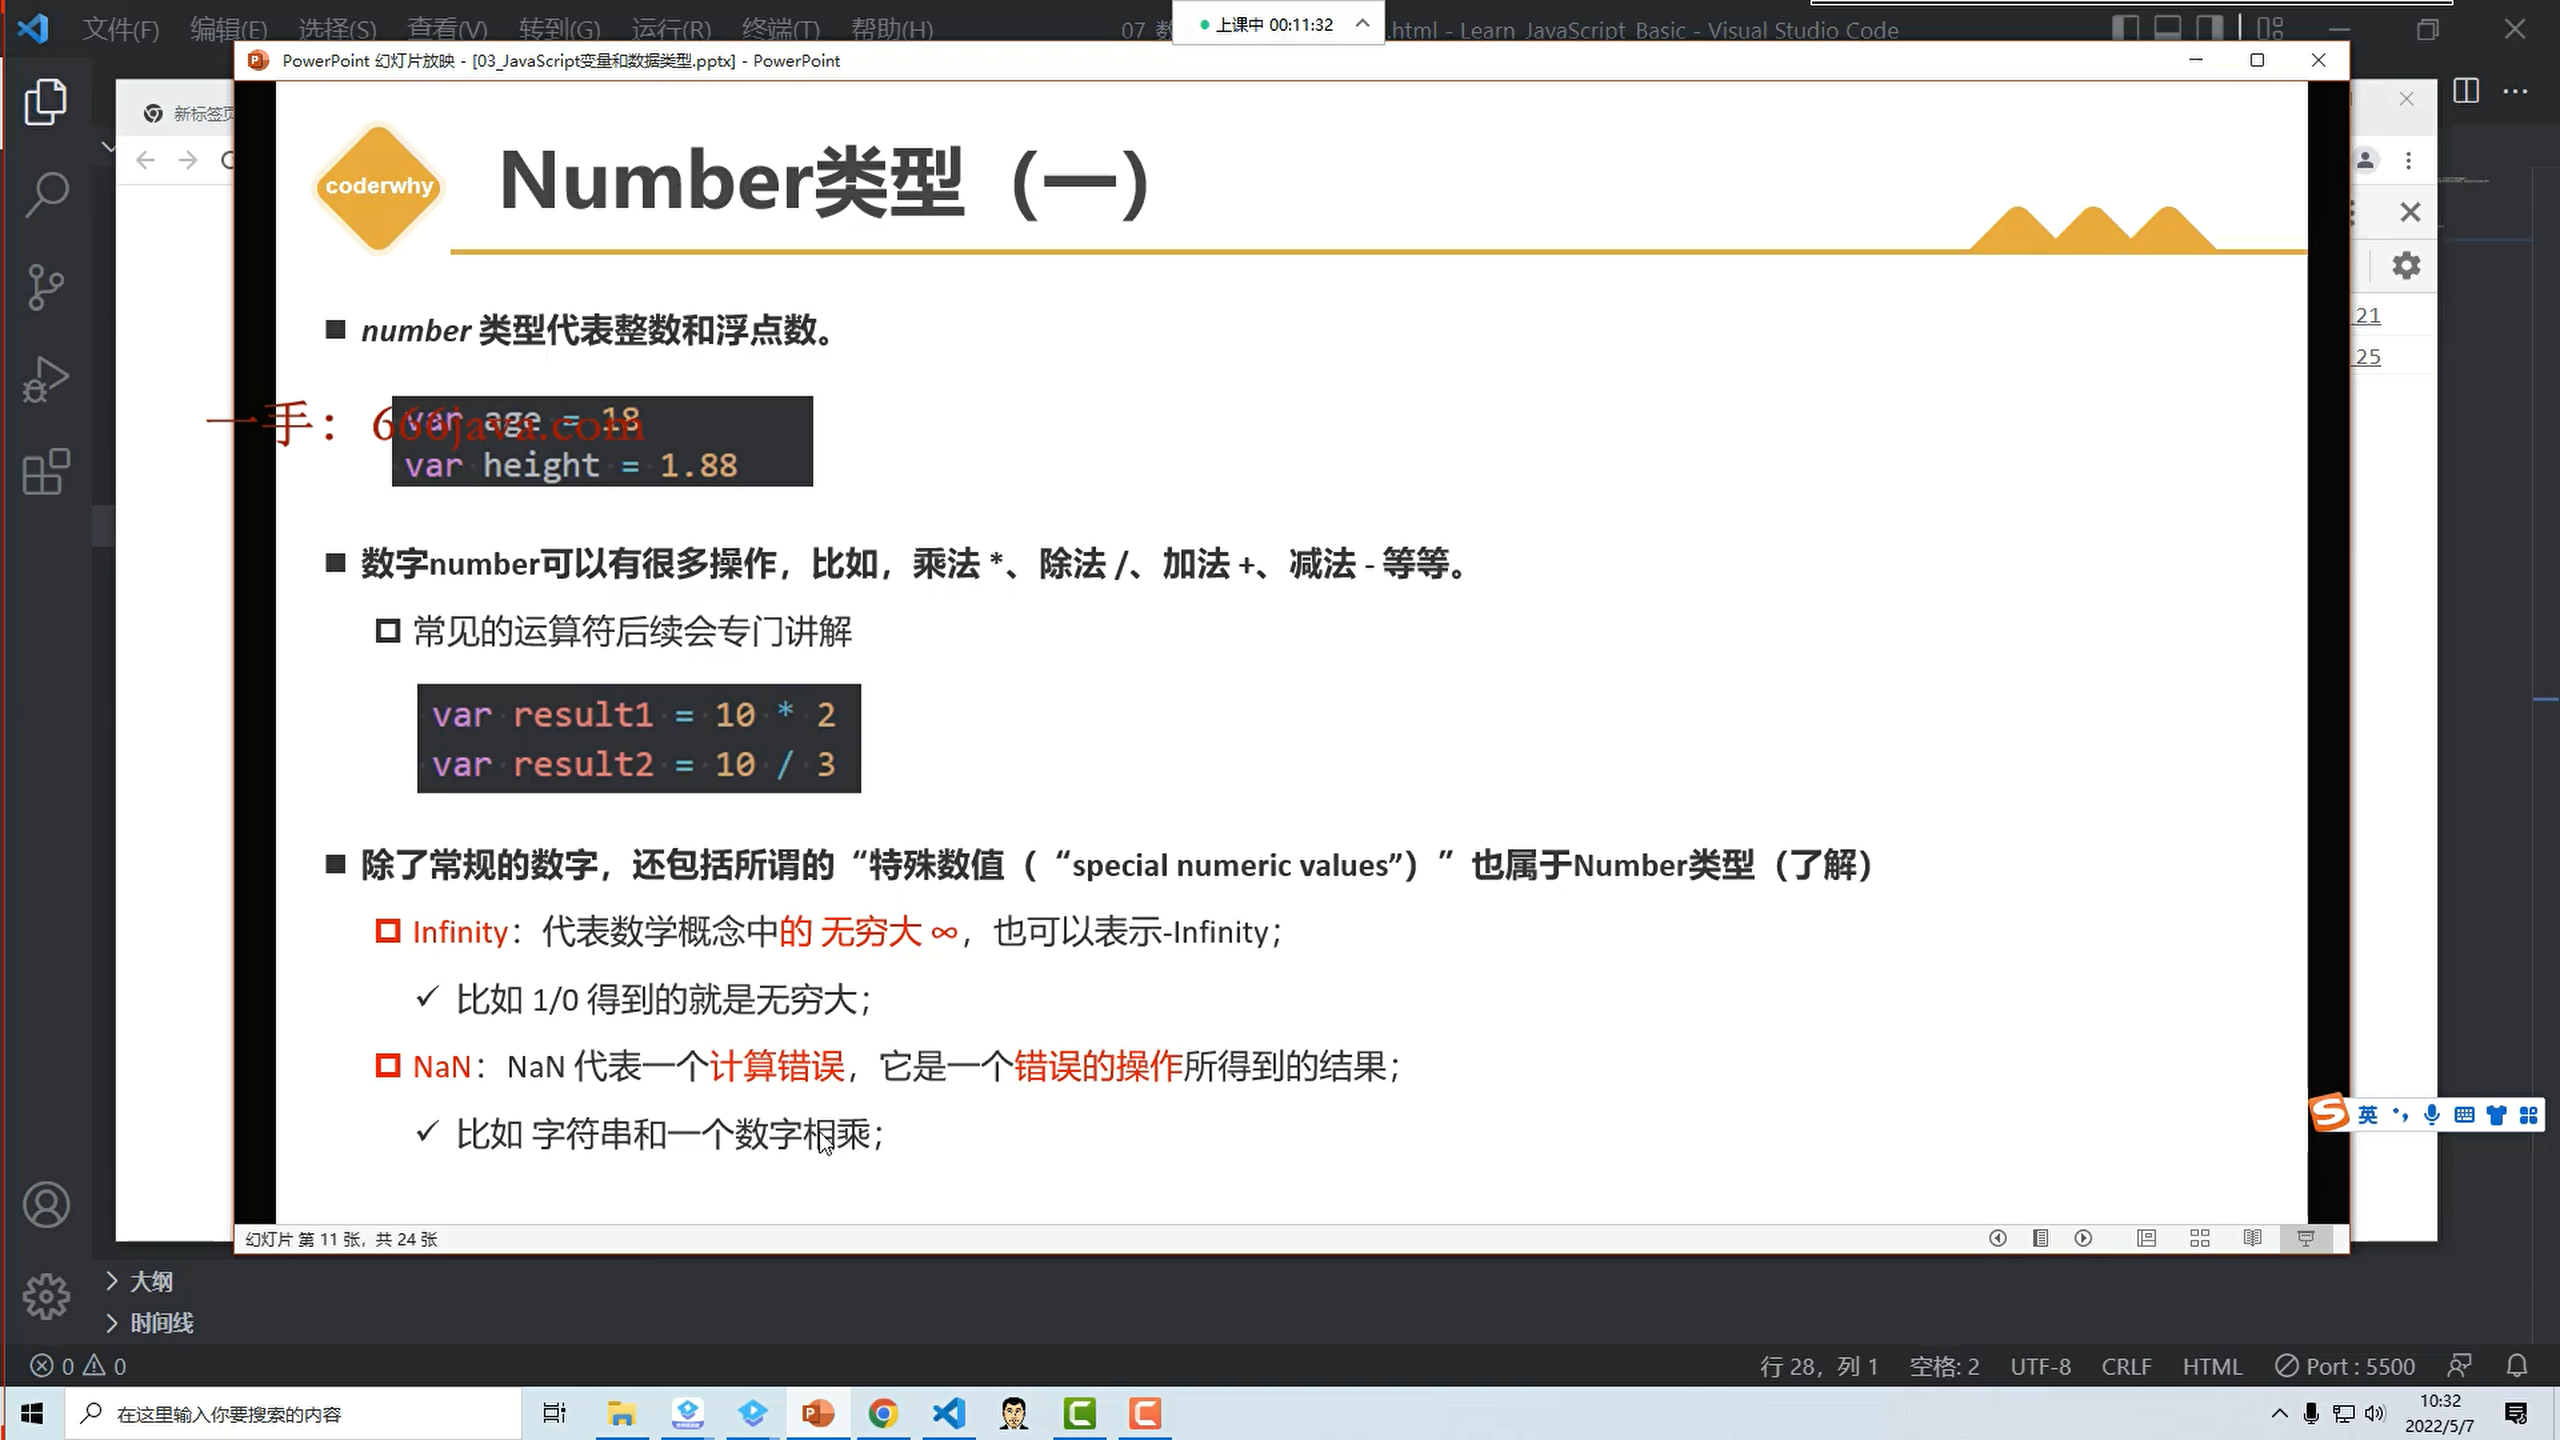 文件(F) 编辑(E) 选择(S) 查看(V) 转到(G) 运行(R) 终端(T) 帮助(H)
07 数
上课中 00:11:32
.html - Learn JavaScript Basic - Visual Studio Code
PowerPoint 幻灯片放映 - [03_JavaScript变量和数据类型.pptx] - PowerPoint
新标签页
coderwhy
Number类型（一）
21
25
number 类型代表整数和浮点数。
一手：666java.com
var age = 18
var height = 1.88
数字number可以有很多操作，比如，乘法 *、除法 /、加法 +、减法 - 等等。
常见的运算符后续会专门讲解
var result1 = 10 * 2
var result2 = 10 / 3
除了常规的数字，还包括所谓的“特殊数值（“special numeric values”）”也属于Number类型（了解）
Infinity：代表数学概念中的 无穷大 ∞，也可以表示-Infinity；
比如 1/0 得到的就是无穷大；
NaN：NaN 代表一个计算错误，它是一个错误的操作所得到的结果；
比如 字符串和一个数字相乘；
英
幻灯片 第 11 张，共 24 张
大纲
时间线
0 0
行 28，列 1 空格: 2 UTF-8 CRLF HTML Port : 5500
在这里输入你要搜索的内容
10:32
2022/5/7